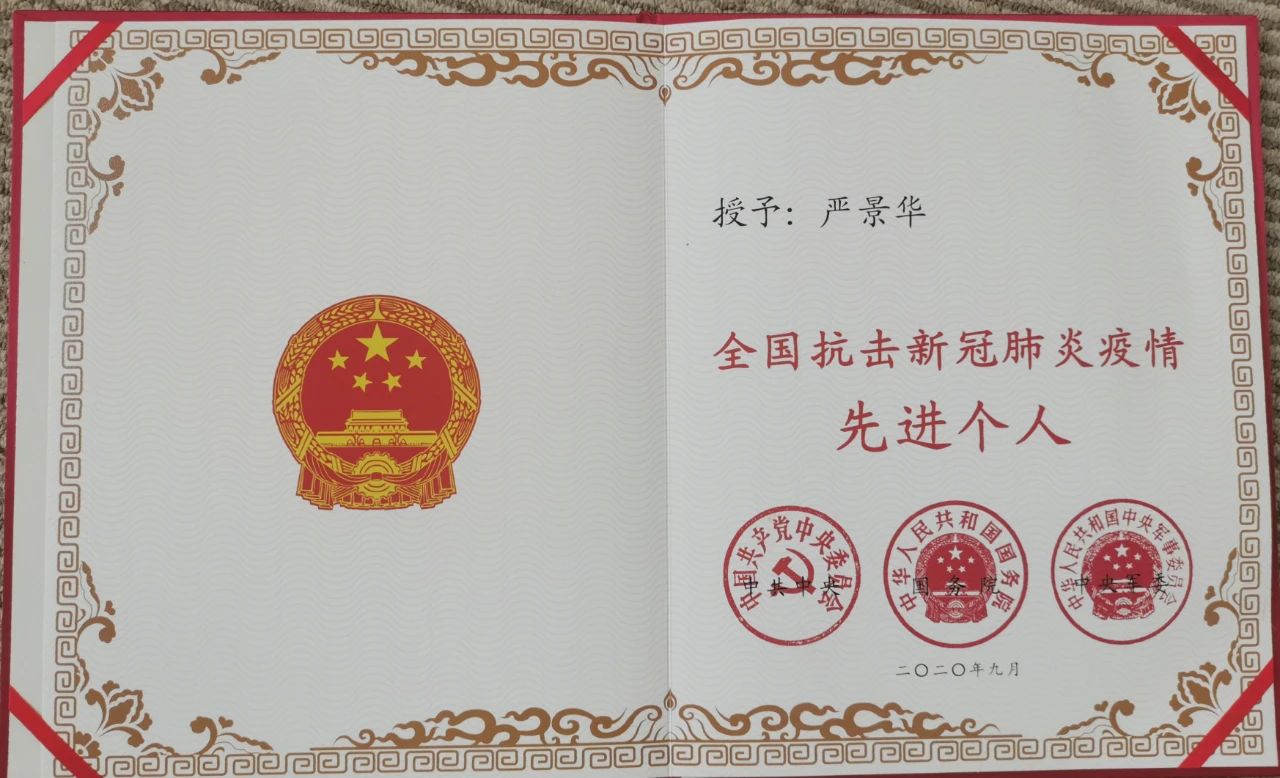 授予：严景华
全国抗击新冠肺炎疫情
先进个人
中国共产党中央委员会
中共中央
中华人民共和国国务院
国务院
中华人民共和国中央军事委员会
中央军委
二〇二〇年九月